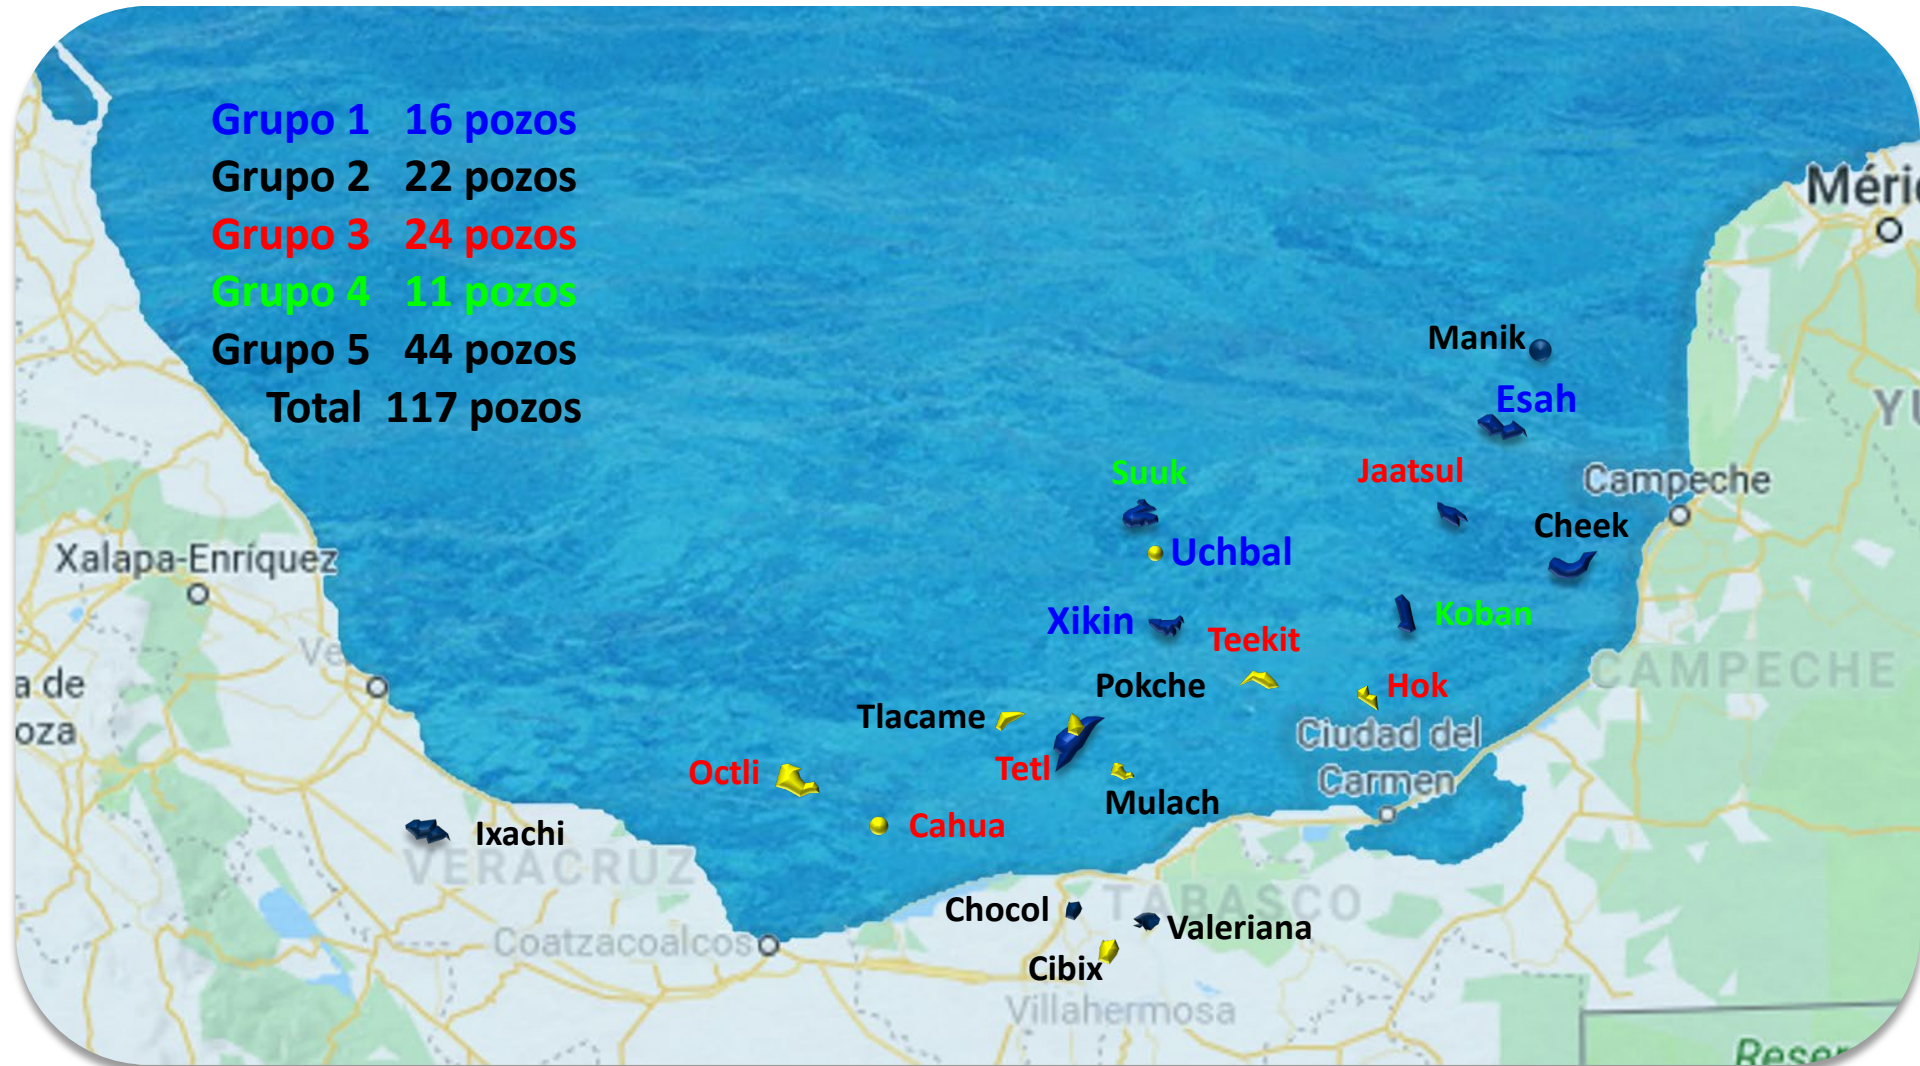 Grupo 1 16 pozos
Grupo 2 22 pozos
Grupo 3 24 pozos
Grupo 4 11 pozos
Grupo 5 44 pozos
Total 117 pozos
Manik
Esah
Suuk
Jaatsul
Campeche
Cheek
Xalapa-Enríquez
Uchbal
Xikin
Koban
Teekit
CAMPECHE
a de
oza
Pokche
Hok
Tlacame
Ciudad del
Carmen
Octli
Tetl
Mulach
Ixachi
Cahua
VERACRUZ
Chocol
TABASCO
Valeriana
Coatzacoalcos
Cibix
Villahermosa